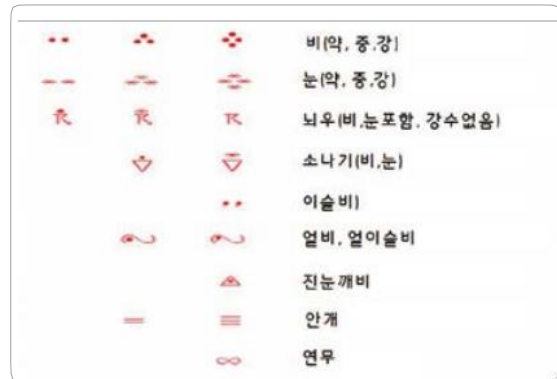 비(약, 중,강)
눈(약, 중,강)
뇌우(비,눈포함, 강수없음)
소나기(비,눈)
이슬비)
얼비, 얼이슬비
진눈깨비
안개
연무